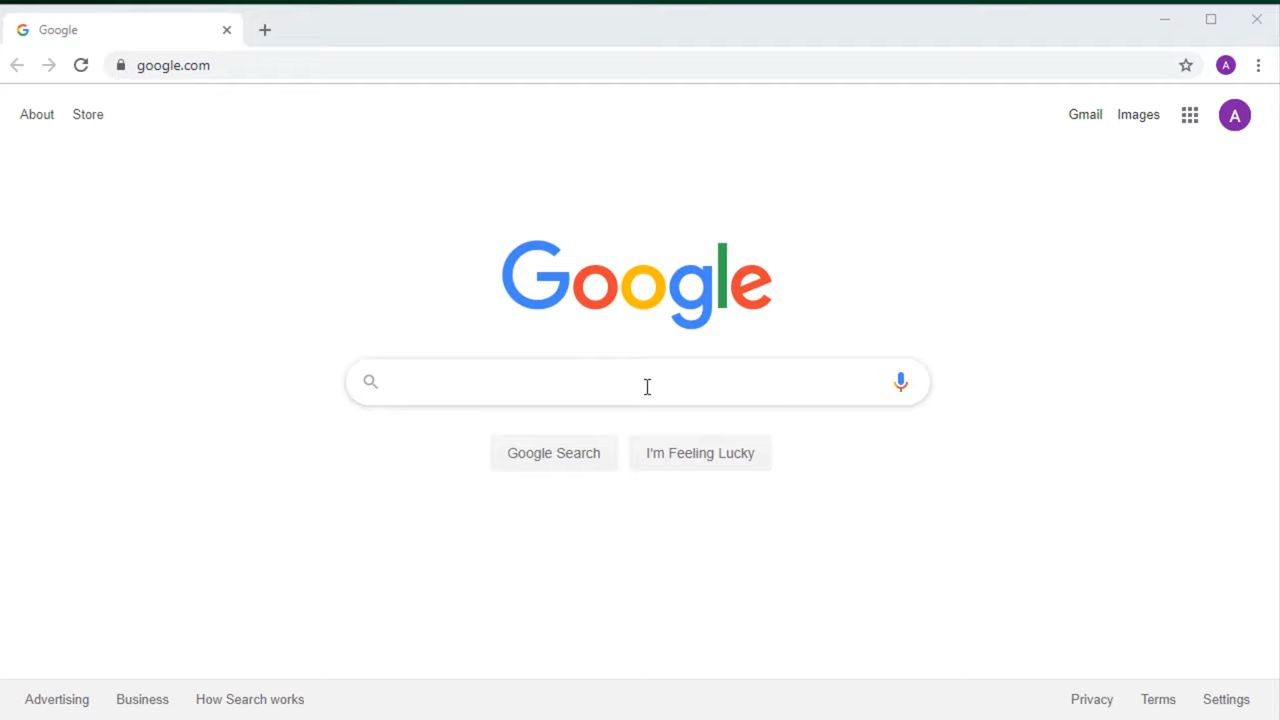 Google
google.com
A
About Store
Gmail Images
A
Google
Google Search I'm Feeling Lucky
Advertising Business How Search works
Privacy Terms Settings